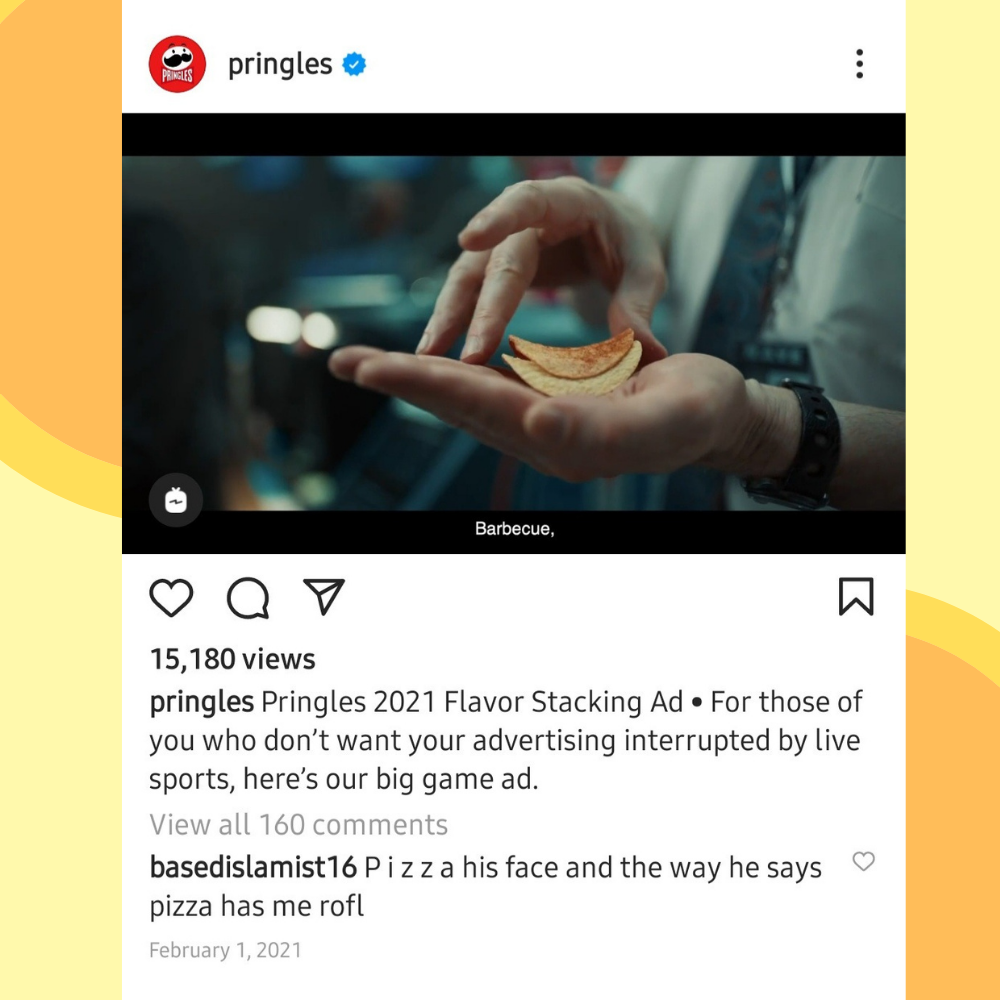 PRINGLES
pringles
Barbecue,
15,180 views
pringles Pringles 2021 Flavor Stacking Ad • For those of
you who don’t want your advertising interrupted by live
sports, here’s our big game ad.
View all 160 comments
basedislamist16 P i z z a his face and the way he says
pizza has me rofl
February 1, 2021